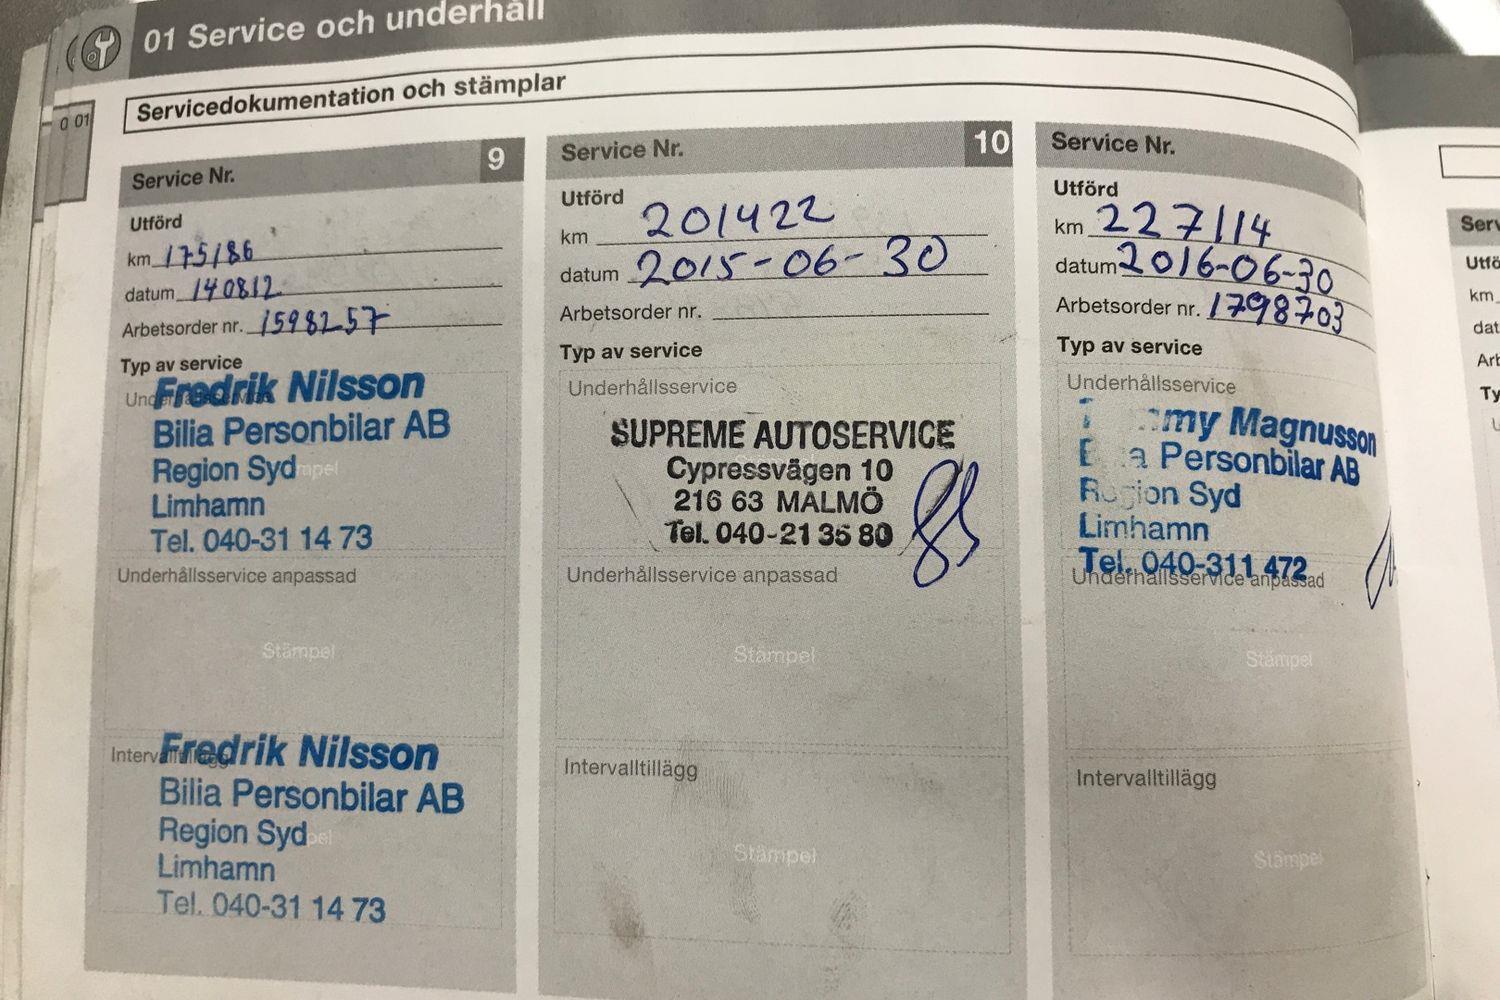 01 Service och underhåll
Servicedokumentation och stämplar
0 01
Service Nr. 9
Utförd
km 175186
datum 140812
Arbetsorder nr. 1598257
Typ av service
Underhållsservice
Fredrik Nilsson
Bilia Personbilar AB
Region Syd
Limhamn
Tel. 040-31 14 73
Underhållsservice anpassad
Stämpel
Intervalltillägg
Fredrik Nilsson
Bilia Personbilar AB
Region Syd
Limhamn
Tel. 040-31 14 73
Service Nr. 10
Utförd
km 201422
datum 2015-06-30
Arbetsorder nr.
Typ av service
Underhållsservice
SUPREME AUTOSERVICE
Cypressvägen 10
216 63 MALMÖ
Tel. 040-21 35 80
Underhållsservice anpassad
Stämpel
Intervalltillägg
Stämpel
Service Nr.
Utförd
km 227114
datum 2016-06-30
Arbetsorder nr. 1798703
Typ av service
Underhållsservice
Magnusson
Personbilar AB
Region Syd
Limhamn
Tel. 040-311 472
Underhållsservice anpassad
Stämpel
Intervalltillägg
Stämpel
km